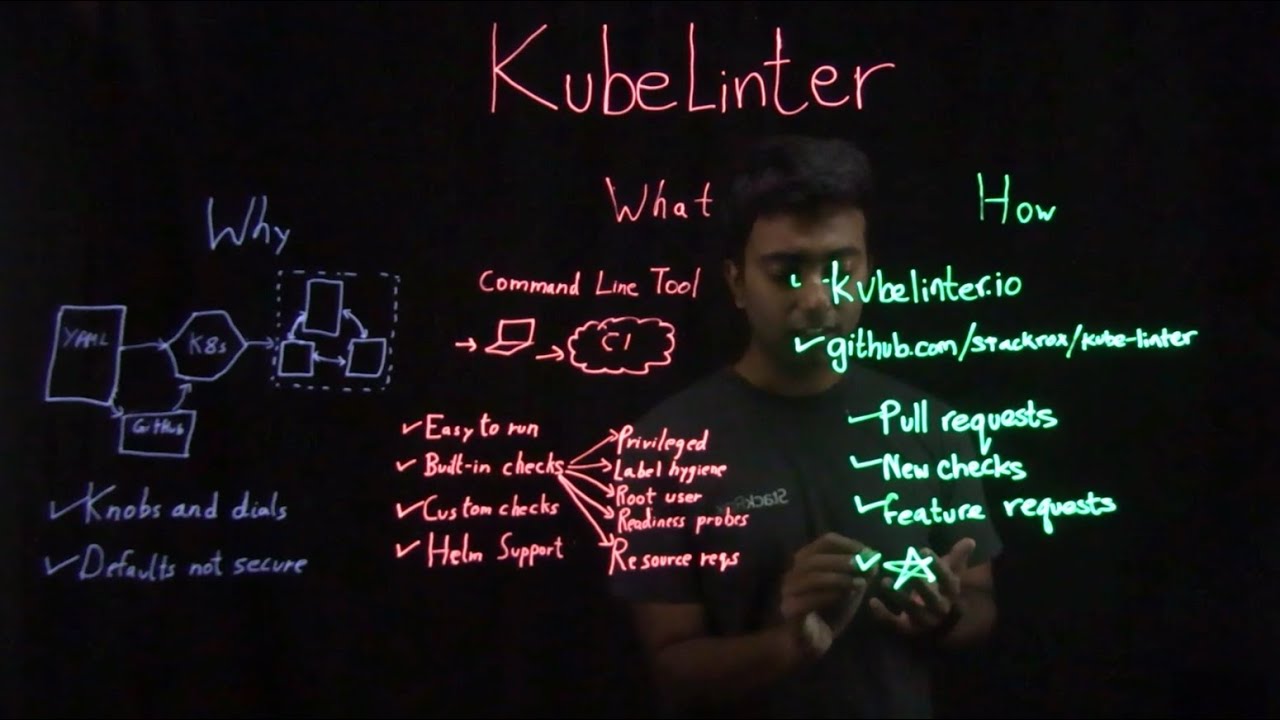 KubeLinter
Why
YAML
K8s
GitHub
Knobs and dials
Defaults not secure
What
Command Line Tool
CI
Easy to run
Built-in checks
Custom checks
Helm Support
Privileged
Label hygiene
Root user
Readiness probes
Resource reqs
How
kubelinter.io
github.com/stackrox/kube-linter
Pull requests
New checks
Feature requests